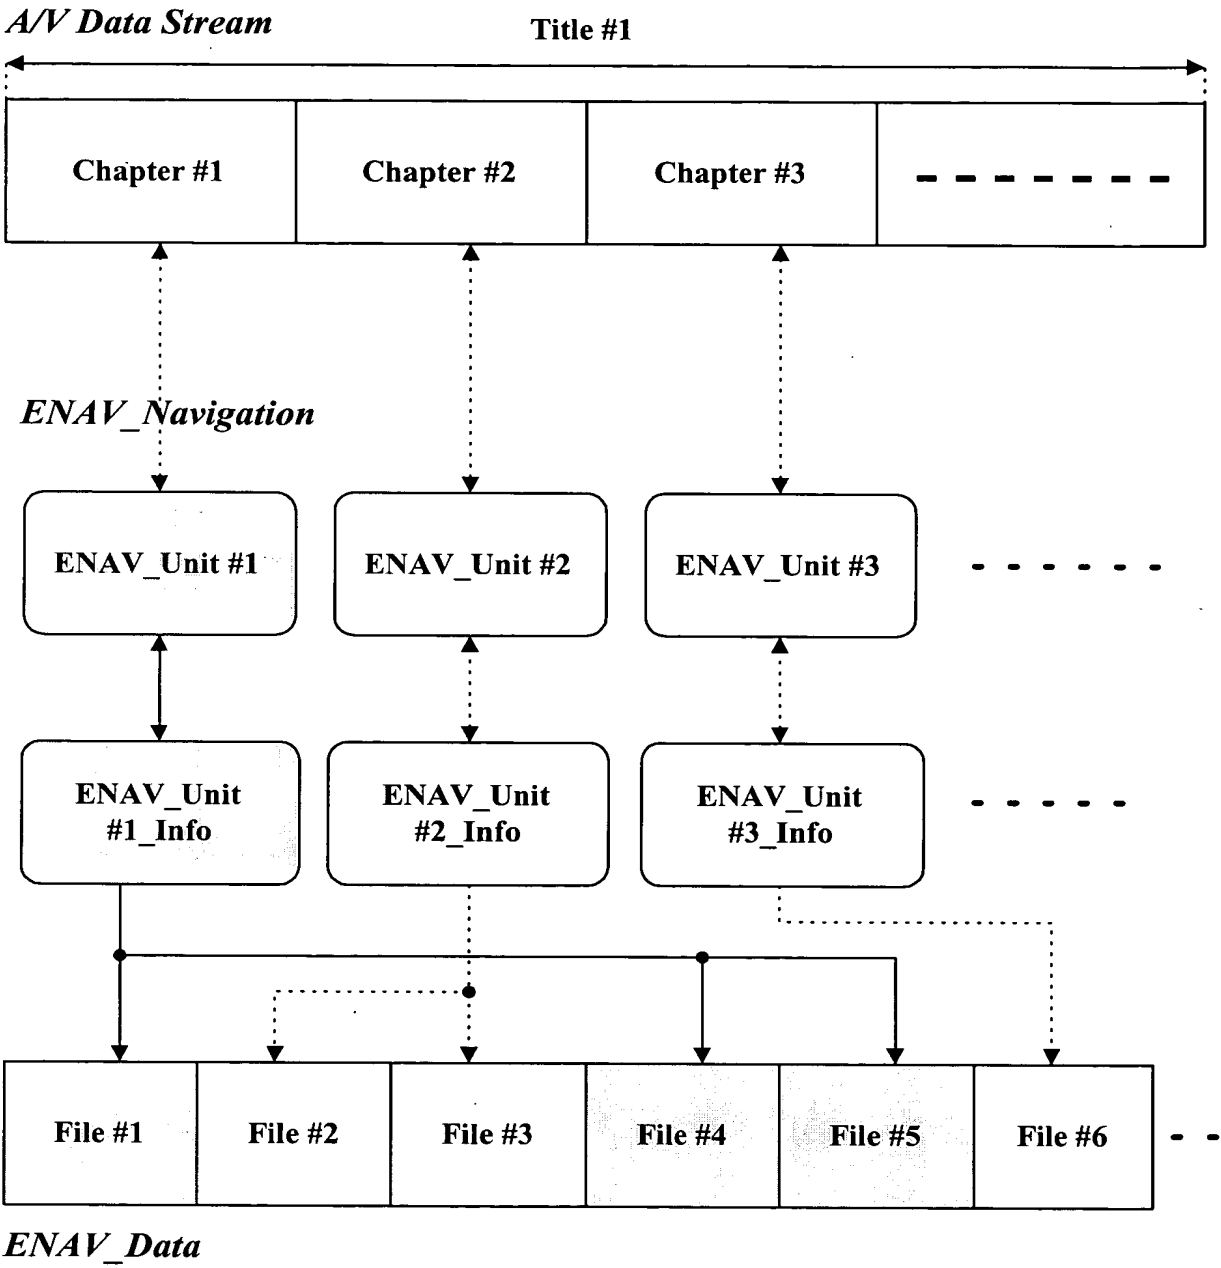 A/V Data Stream
Title #1
Chapter #1
Chapter #2
Chapter #3
ENAV_Navigation
ENAV_Unit #1
ENAV_Unit #2
ENAV_Unit #3
ENAV_Unit
#1_Info
ENAV_Unit
#2_Info
ENAV_Unit
#3_Info
File #1
File #2
File #3
File #4
File #5
File #6
ENAV_Data